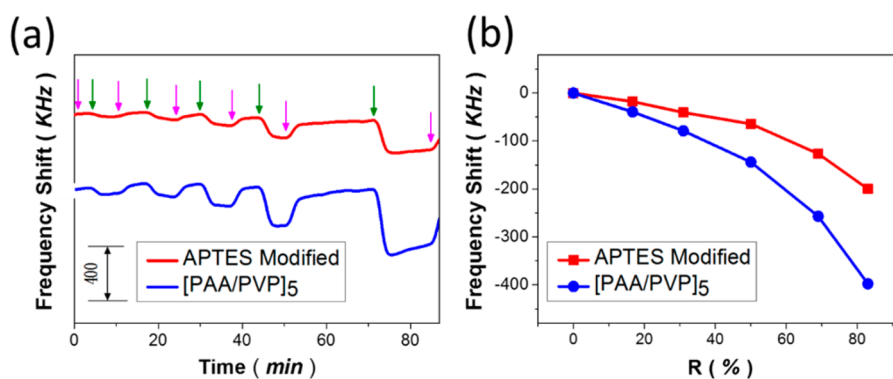 (a)
Frequency Shift ( KHz )
400
APTES Modified
[PAA/PVP]5
0 20 40 60 80
Time ( min )
(b)
Frequency Shift ( KHz )
0
-100
-200
-300
-400
APTES Modified
[PAA/PVP]5
0 20 40 60 80
R ( % )